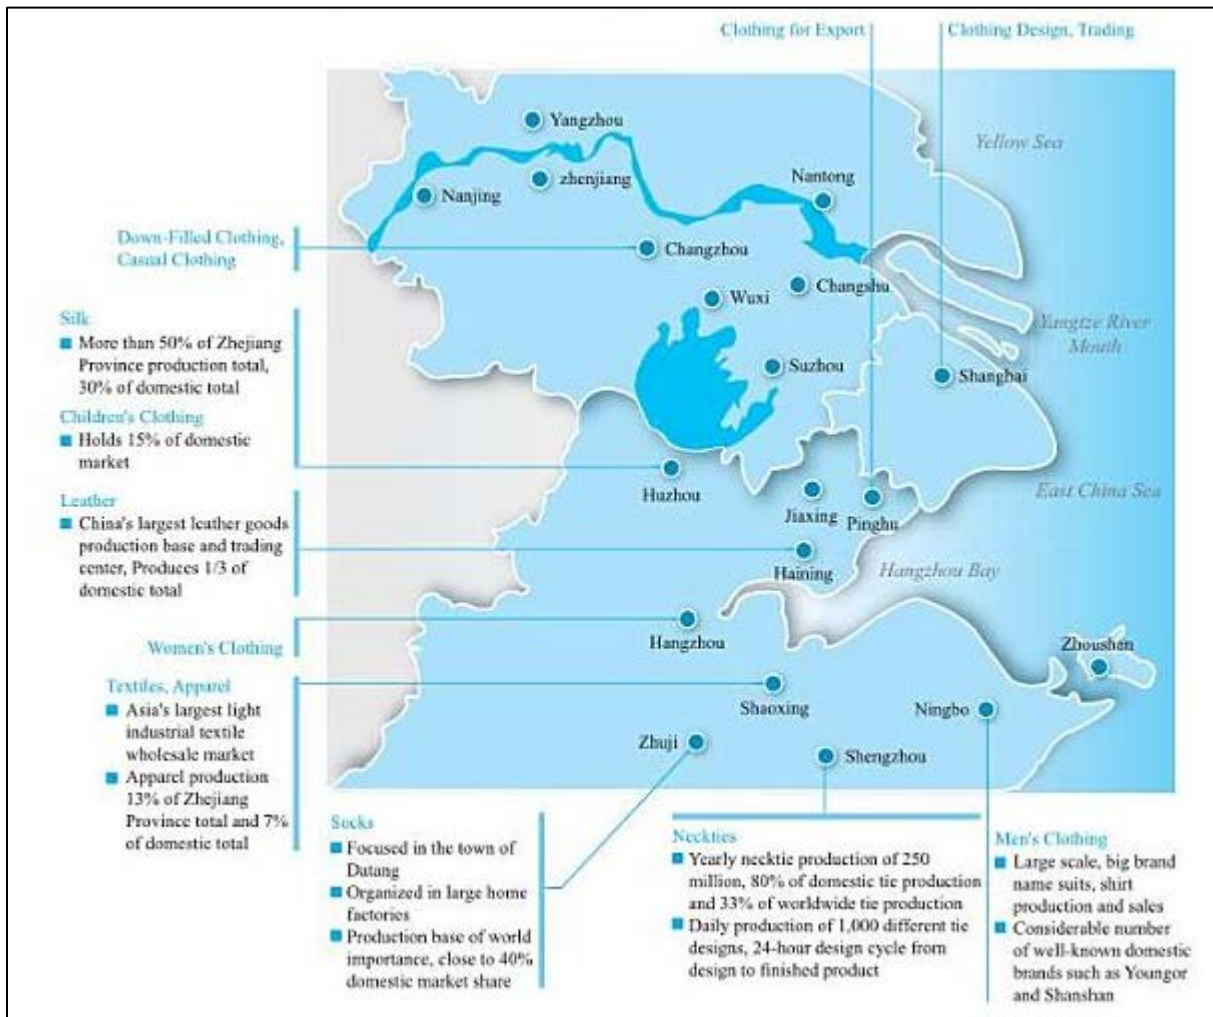 Clothing for Export
Clothing Design, Trading
Yangzhou
Yellow Sea
zhenjiang
Nanjing
Nantong
Down-Filled Clothing,
Casual Clothing
Changzhou
Changshu
Wuxi
Silk
More than 50% of Zhejiang
Province production total,
30% of domestic total
Yangtze River
Mouth
Suzhou
Shanghai
Children's Clothing
Holds 15% of domestic
market
Huzhou
Jiaxing
Pinghu
East China Sea
Leather
China's largest leather goods
production base and trading
center, Produces 1/3 of
domestic total
Haining
Hangzhou Bay
Women's Clothing
Hangzhou
Zhoushan
Textiles, Apparel
Asia's largest light
industrial textile
wholesale market
Apparel production
13% of Zhejiang
Province total and 7%
of domestic total
Shaoxing
Ningbo
Zhuji
Shengzhou
Socks
Focused in the town of
Datang
Organized in large home
factories
Production base of world
importance, close to 40%
domestic market share
Neckties
Yearly necktie production of 250
million, 80% of domestic tie production
and 33% of worldwide tie production
Daily production of 1,000 different tie
designs, 24-hour design cycle from
design to finished product
Men's Clothing
Large scale, big brand
name suits, shirt
production and sales
Considerable number
of well-known domestic
brands such as Youngor
and Shanshan